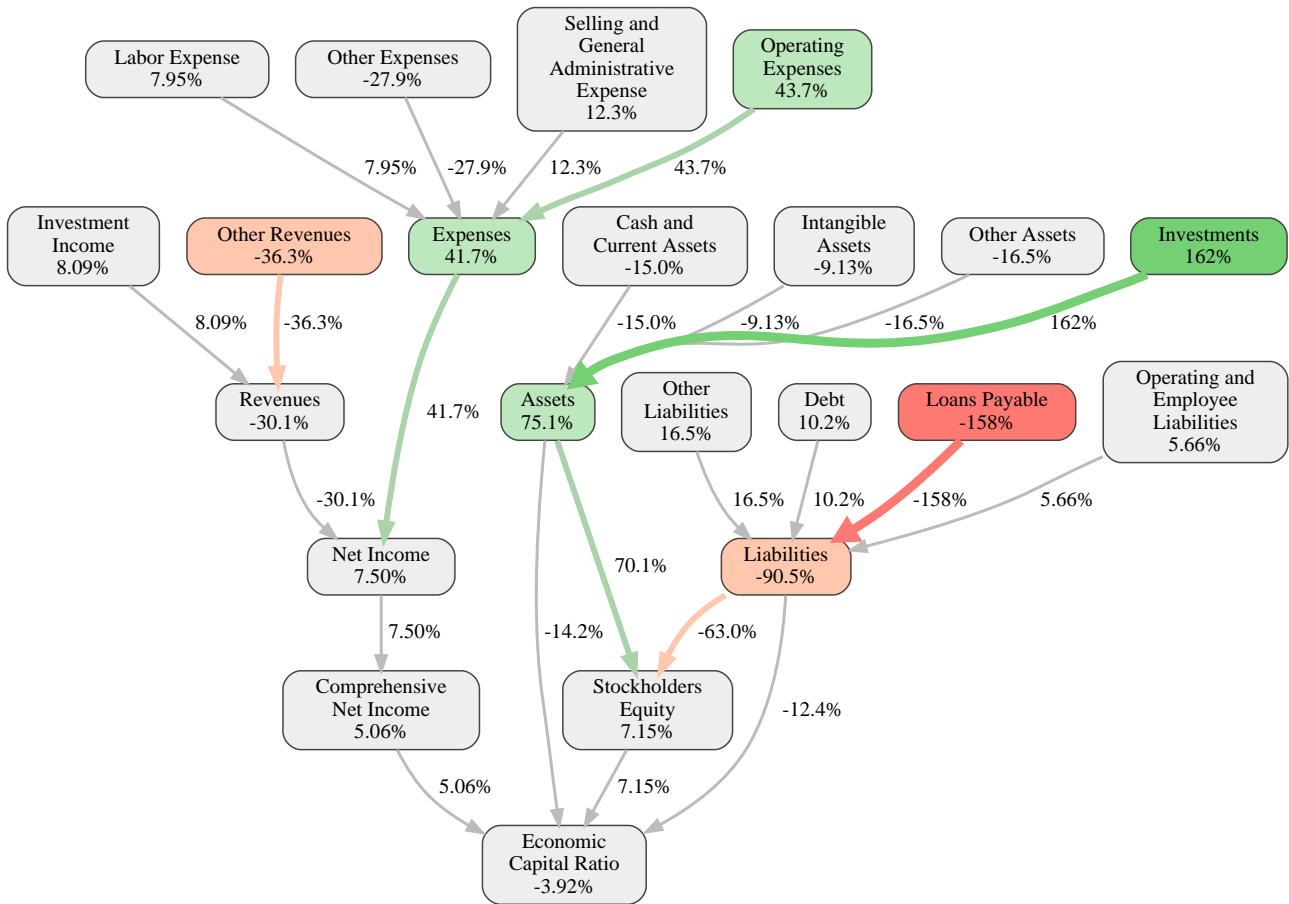 Labor Expense
7.95%
Other Expenses
-27.9%
Selling and
General
Administrative
Expense
12.3%
Operating
Expenses
43.7%
7.95%
-27.9%
12.3%
43.7%
Investment
Income
8.09%
Other Revenues
-36.3%
Expenses
41.7%
Cash and
Current Assets
-15.0%
Intangible
Assets
-9.13%
Other Assets
-16.5%
Investments
162%
8.09%
-36.3%
-15.0%
-9.13%
-16.5%
162%
Revenues
-30.1%
41.7%
Assets
75.1%
Other
Liabilities
16.5%
Debt
10.2%
Loans Payable
-158%
Operating and
Employee
Liabilities
5.66%
-30.1%
16.5%
10.2%
-158%
5.66%
Net Income
7.50%
70.1%
Liabilities
-90.5%
7.50%
-14.2%
-63.0%
Comprehensive
Net Income
5.06%
Stockholders
Equity
7.15%
-12.4%
5.06%
7.15%
Economic
Capital Ratio
-3.92%